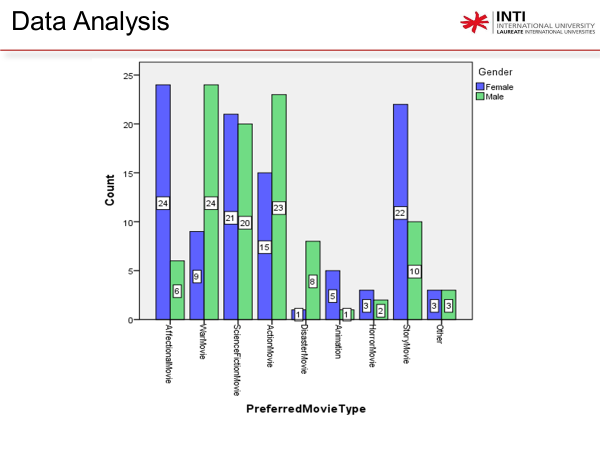 Data Analysis
INTI
INTERNATIONAL UNIVERSITY
LAUREATE INTERNATIONAL UNIVERSITIES
Gender
Female
Male
Count
25
20
15
10
5
0
24
6
9
24
21
20
15
23
1
8
5
1
3
2
22
10
3
3
AffectionalMovie
WarMovie
ScienceFictionMovie
ActionMovie
DisasterMovie
Animation
HorrorMovie
StoryMovie
Other
PreferredMovieType